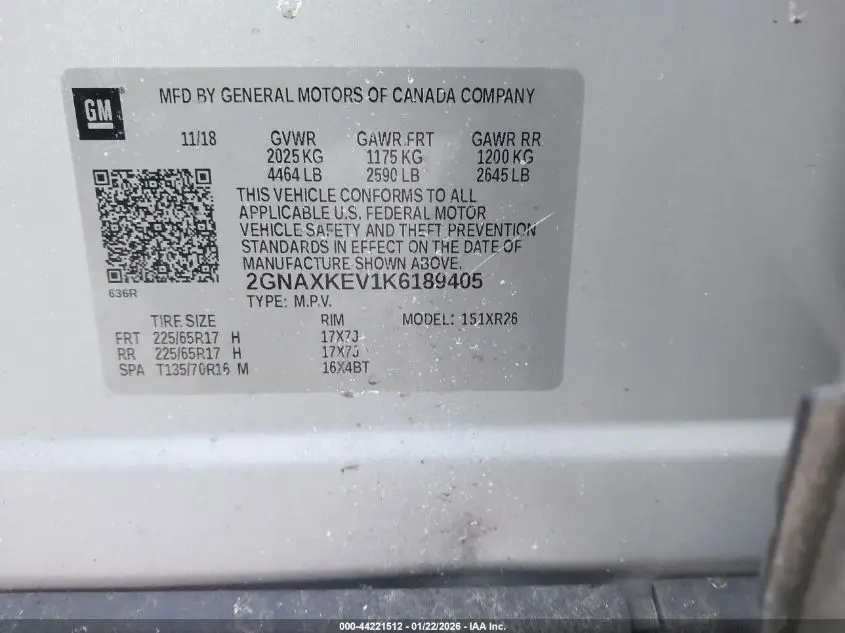 GM
MFD BY GENERAL MOTORS OF CANADA COMPANY
11/18 GVWR GAWR FRT GAWR RR
2025 KG 1175 KG 1200 KG
4464 LB 2590 LB 2645 LB
THIS VEHICLE CONFORMS TO ALL
APPLICABLE U.S. FEDERAL MOTOR
VEHICLE SAFETY AND THEFT PREVENTION
STANDARDS IN EFFECT ON THE DATE OF
MANUFACTURE SHOWN ABOVE.
636R
2GNAXKEV1K6189405
TYPE: M.P.V.
TIRE SIZE RIM MODEL: 151XR26
FRT 225/65R17 H 17X7J
RR 225/65R17 H 17X7J
SPA T135/70R16 M 16X4BT
000-44221512 - 01/22/2026 - IAA Inc.